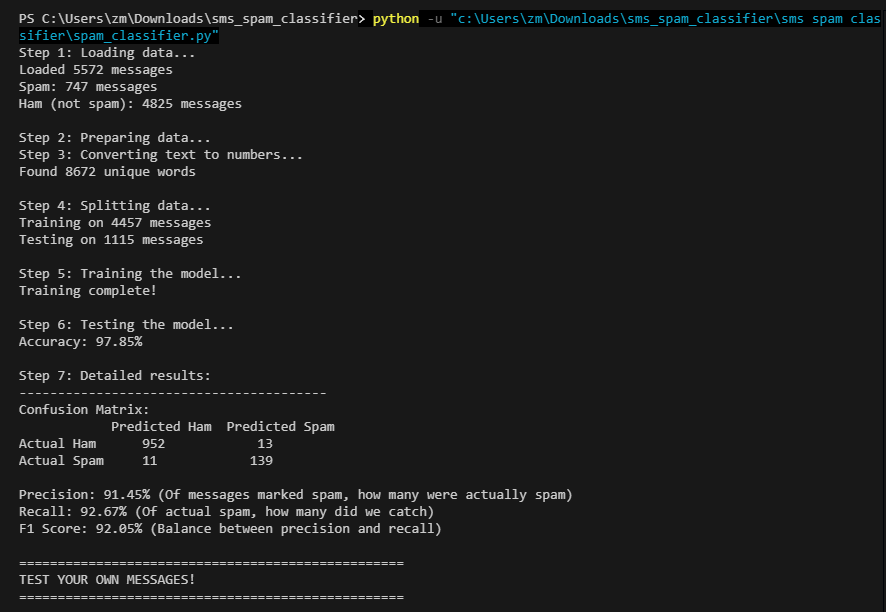 PS C:\Users\zm\Downloads\sms_spam_classifier> python -u "c:\Users\zm\Downloads\sms_spam_classifier\sms spam clas
sifier\spam_classifier.py"
Step 1: Loading data...
Loaded 5572 messages
Spam: 747 messages
Ham (not spam): 4825 messages
Step 2: Preparing data...
Step 3: Converting text to numbers...
Found 8672 unique words
Step 4: Splitting data...
Training on 4457 messages
Testing on 1115 messages
Step 5: Training the model...
Training complete!
Step 6: Testing the model...
Accuracy: 97.85%
Step 7: Detailed results:
----------------------------------------
Confusion Matrix:
Predicted Ham  Predicted Spam
Actual Ham      952            13
Actual Spam     11            139
Precision: 91.45% (Of messages marked spam, how many were actually spam)
Recall: 92.67% (Of actual spam, how many did we catch)
F1 Score: 92.05% (Balance between precision and recall)
==================================================
TEST YOUR OWN MESSAGES!
==================================================